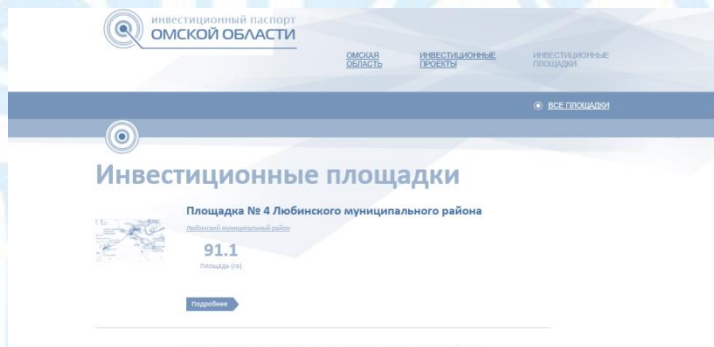 инвестиционный паспорт
ОМСКОЙ ОБЛАСТИ
ОМСКАЯ ОБЛАСТЬ
ИНВЕСТИЦИОННЫЕ ПРОЕКТЫ
ИНВЕСТИЦИОННЫЕ ПЛОЩАДКИ
ВСЕ ПЛОЩАДКИ
Инвестиционные площадки
Площадка № 4 Любинского муниципального района
Любинский муниципальный район
91.1
Площадь (га)
Подробнее